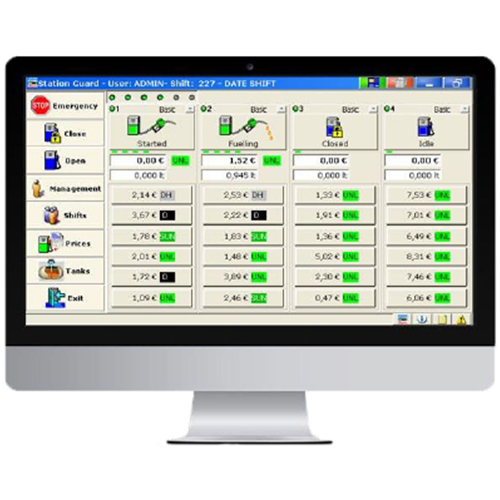 Station Guard - User: ADMIN- Shift: 227 - DATE SHIFT
STOP Emergency
Close
Open
Management
Shifts
Prices
Tanks
Exit
1 Basic
Started
0,00 € UNL
0,000 lt
2,14 € DH
3,67 € D
1,78 € SUN
2,01 € UNL
1,72 € D
1,09 € UNL
2 Basic
Fuelling
1,52 € UNL
0,945 lt
2,53 € DH
2,22 € D
1,83 € SUN
1,48 € UNL
3,89 € UNL
2,46 € SUN
3 Basic
Closed
0,00 €
0,000 lt
1,33 € UNL
1,91 € UNL
1,36 € UNL
5,02 € UNL
2,30 € UNL
0,47 € UNL
4 Basic
Idle
0,00 €
0,000 lt
7,53 € UNL
7,01 € UNL
6,49 € UNL
8,31 € UNL
7,46 € UNL
6,06 € UNL